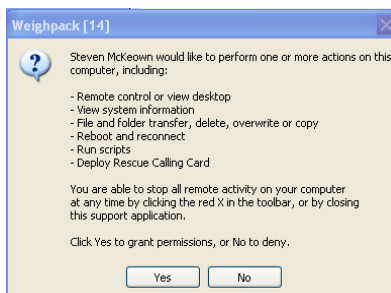 Weighpack [14]
Steven McKeown would like to perform one or more actions on this
computer, including:
- Remote control or view desktop
- View system information
- File and folder transfer, delete, overwrite or copy
- Reboot and reconnect
- Run scripts
- Deploy Rescue Calling Card
You are able to stop all remote activity on your computer
at any time by clicking the red X in the toolbar, or by closing
this support application.
Click Yes to grant permissions, or No to deny.
Yes No